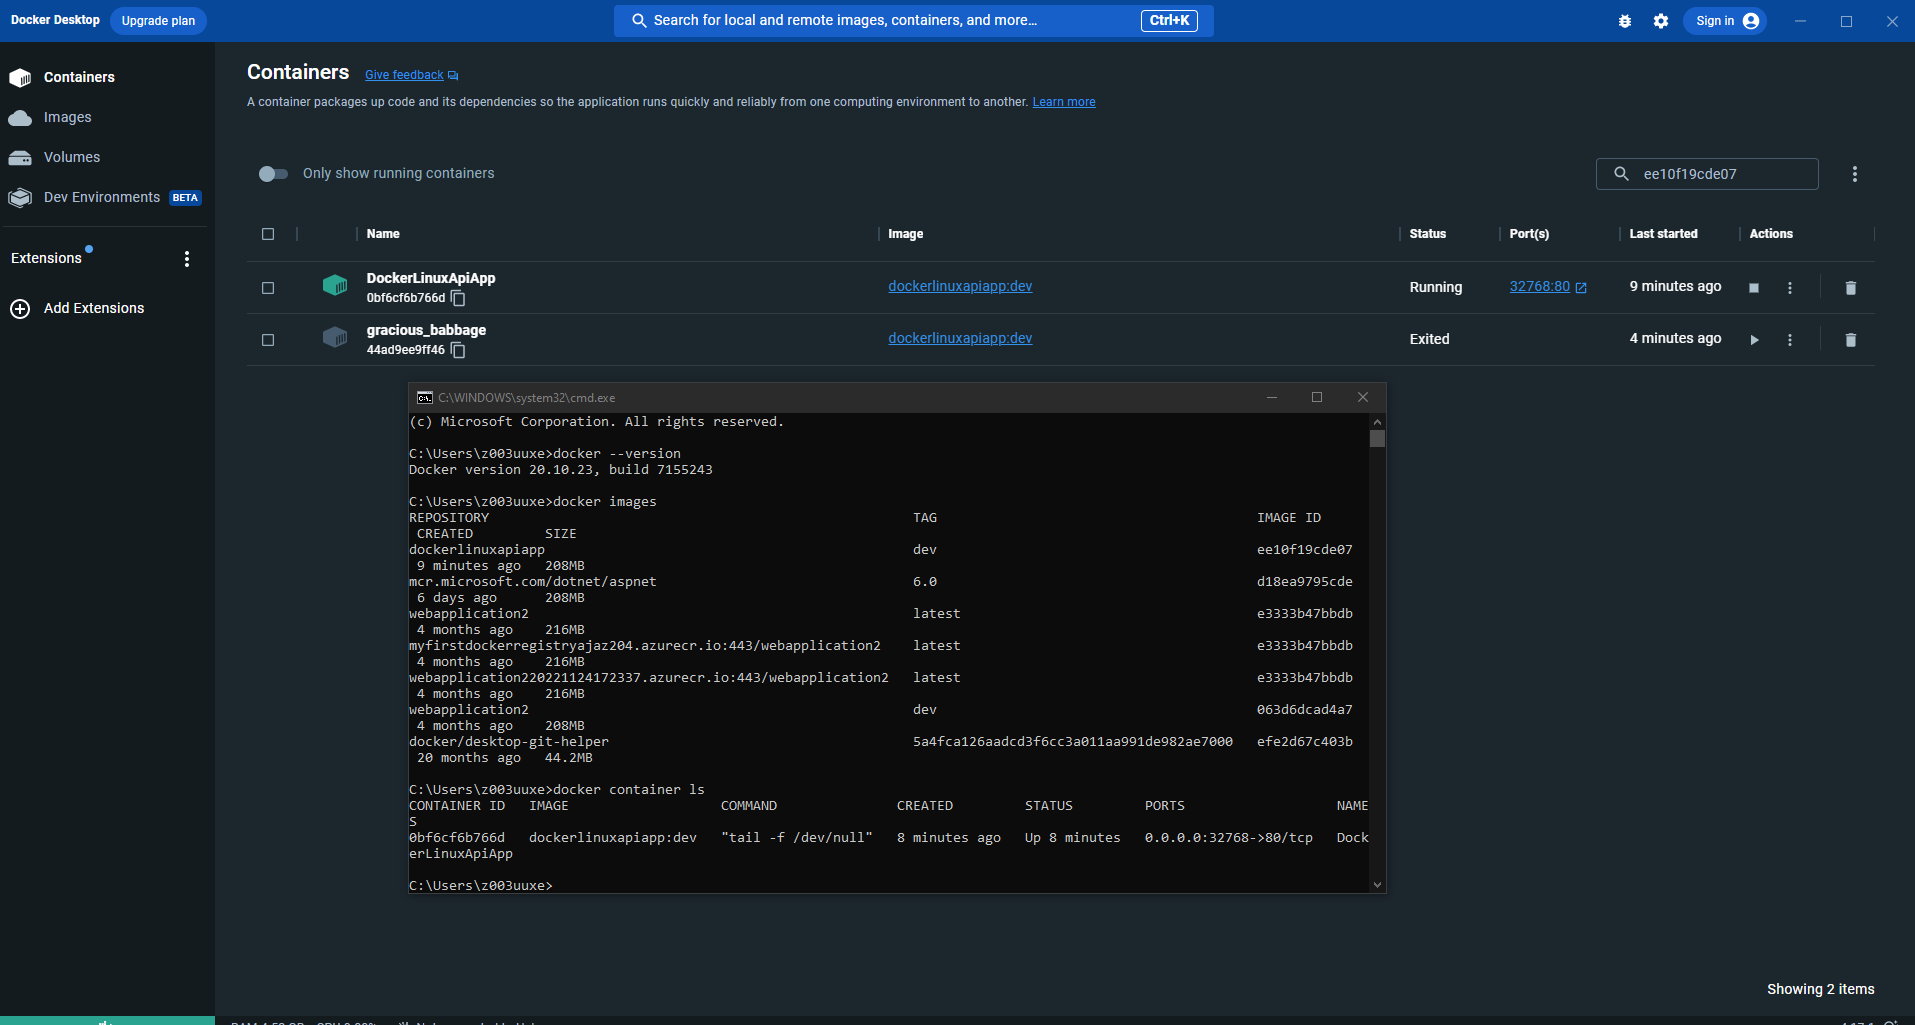 Docker Desktop Upgrade plan Search for local and remote images, containers, and more... Ctrl+K Sign in
Containers
Images
Volumes
Dev Environments BETA
Extensions
Add Extensions
Containers Give feedback
A container packages up code and its dependencies so the application runs quickly and reliably from one computing environment to another. Learn more
Only show running containers ee10f19cde07
Name Image Status Port(s) Last started Actions
DockerLinuxApiApp
0bf6cf6b766d dockerlinuxapiapp:dev Running 32768:80 9 minutes ago
gracious_babbage
44ad9ee9ff46 dockerlinuxapiapp:dev Exited 4 minutes ago
C:\WINDOWS\system32\cmd.exe
(c) Microsoft Corporation. All rights reserved.
C:\Users\z003uuxe>docker --version
Docker version 20.10.23, build 7155243
C:\Users\z003uuxe>docker images
REPOSITORY TAG IMAGE ID
CREATED SIZE
dockerlinuxapiapp dev ee10f19cde07
9 minutes ago 208MB
mcr.microsoft.com/dotnet/aspnet 6.0 d18ea9795cde
6 days ago 208MB
webapplication2 latest e3333b47bbdb
4 months ago 216MB
myfirstdockerregistryajaz204.azurecr.io:443/webapplication2 latest e3333b47bbdb
4 months ago 216MB
webapplication220221124172337.azurecr.io:443/webapplication2 latest e3333b47bbdb
4 months ago 216MB
webapplication2 dev 063d6dcad4a7
4 months ago 208MB
docker/desktop-git-helper 5a4fca126aadcd3f6cc3a011aa991de982ae7000 efe2d67c403b
20 months ago 44.2MB
C:\Users\z003uuxe>docker container ls
CONTAINER ID IMAGE COMMAND CREATED STATUS PORTS NAME
S
0bf6cf6b766d dockerlinuxapiapp:dev "tail -f /dev/null" 8 minutes ago Up 8 minutes 0.0.0.0:32768->80/tcp Dock
erLinuxApiApp
C:\Users\z003uuxe>
Showing 2 items